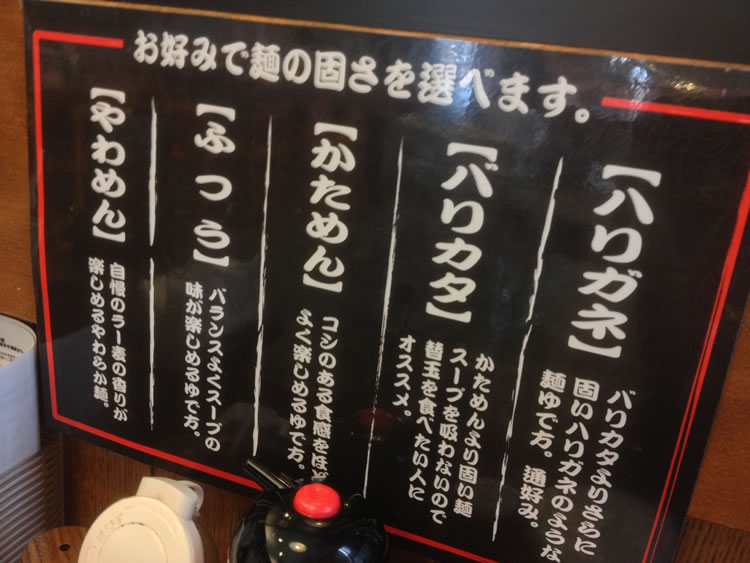 お好みで麺の固さを選べます。
【ハリガネ】
バリカタよりさらに
固いハリガネのような
麺ゆで方。通好み。
【バリカタ】
かためんより固い麺
スープを吸わないので
替玉を食べたい人に
オススメ。
【かためん】
コシのある食感をほど
よく楽しめるゆで方。
【ふつう】
バランスよくスープの
味が楽しめるゆで方。
【やわめん】
自慢のラー麦の香りが
楽しめるやわらか麺。